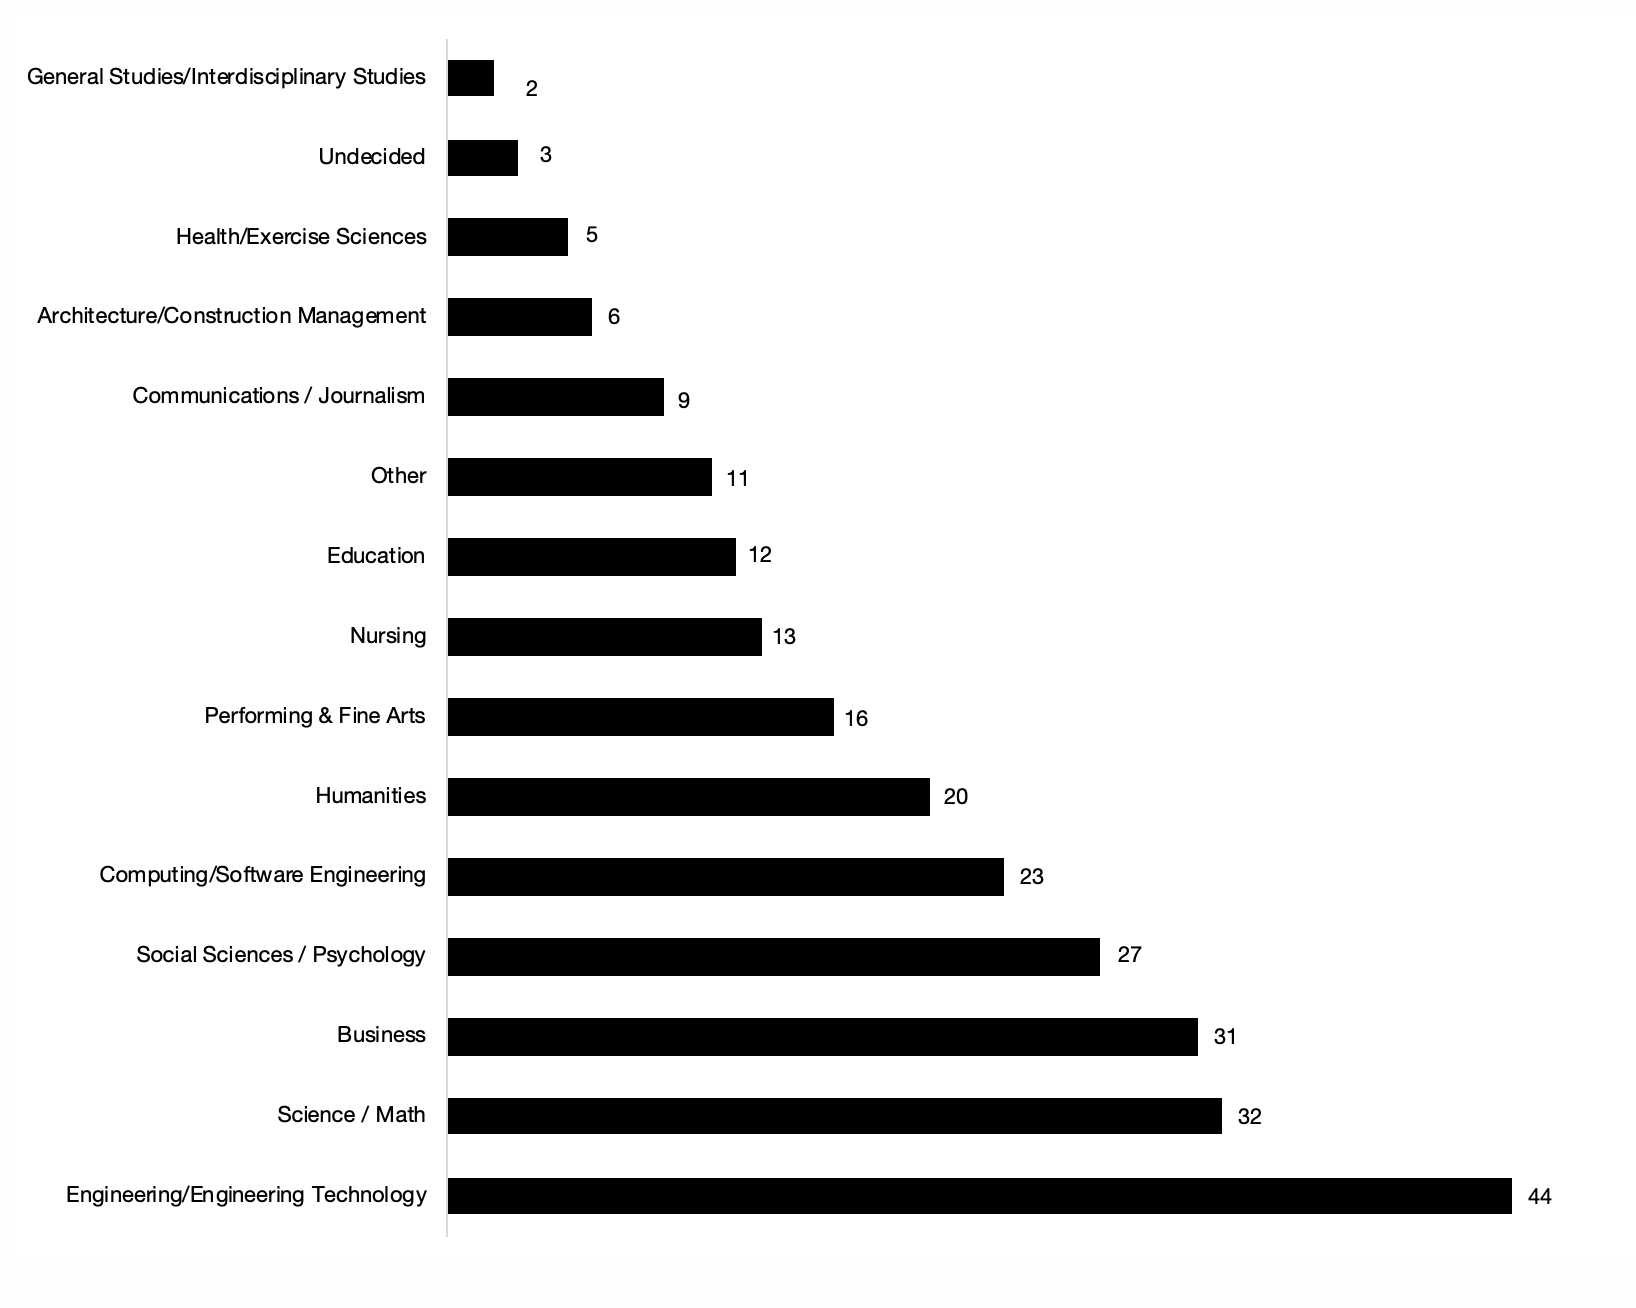 General Studies/Interdisciplinary Studies 2
Undecided 3
Health/Exercise Sciences 5
Architecture/Construction Management 6
Communications / Journalism 9
Other 11
Education 12
Nursing 13
Performing & Fine Arts 16
Humanities 20
Computing/Software Engineering 23
Social Sciences / Psychology 27
Business 31
Science / Math 32
Engineering/Engineering Technology 44